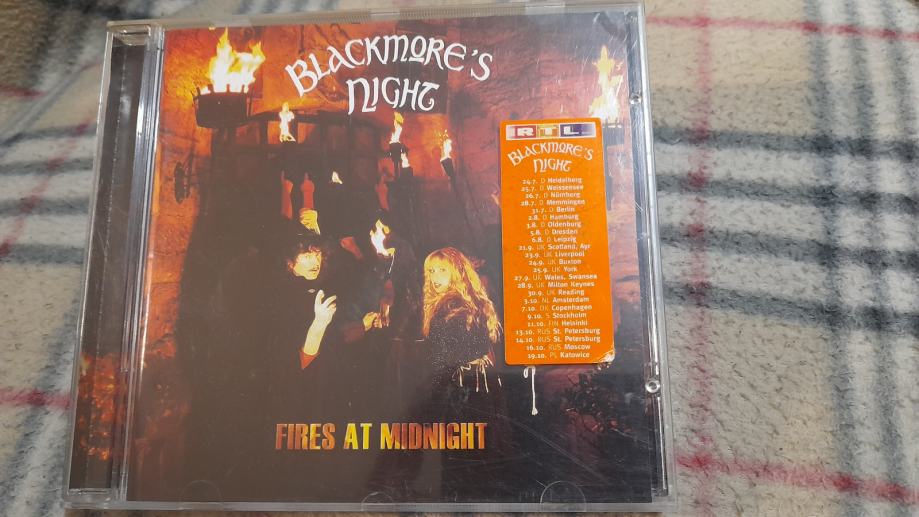 BLACKMORE'S
NIGHT
RTL
BLACKMORE'S
NIGHT
24.7. D Heidelberg
25.7. D Weissensee
26.7. D Nürnberg
28.7. D Memmingen
31.7. D Berlin
2.8. D Hamburg
3.8. D Oldenburg
5.8. D Dresden
6.8. D Leipzig
21.9. UK Scotland, Ayr
23.9. UK Liverpool
24.9. UK Buxton
25.9. UK York
27.9. UK Wales, Swansea
28.9. UK Milton Keynes
30.9. UK Reading
3.10. NL Amsterdam
7.10. DK Copenhagen
9.10. S Stockholm
11.10. FIN Helsinki
13.10. RUS St. Petersburg
14.10. RUS St. Petersburg
16.10. RUS Moscow
19.10. PL Katowice
FIRES AT MIDNIGHT